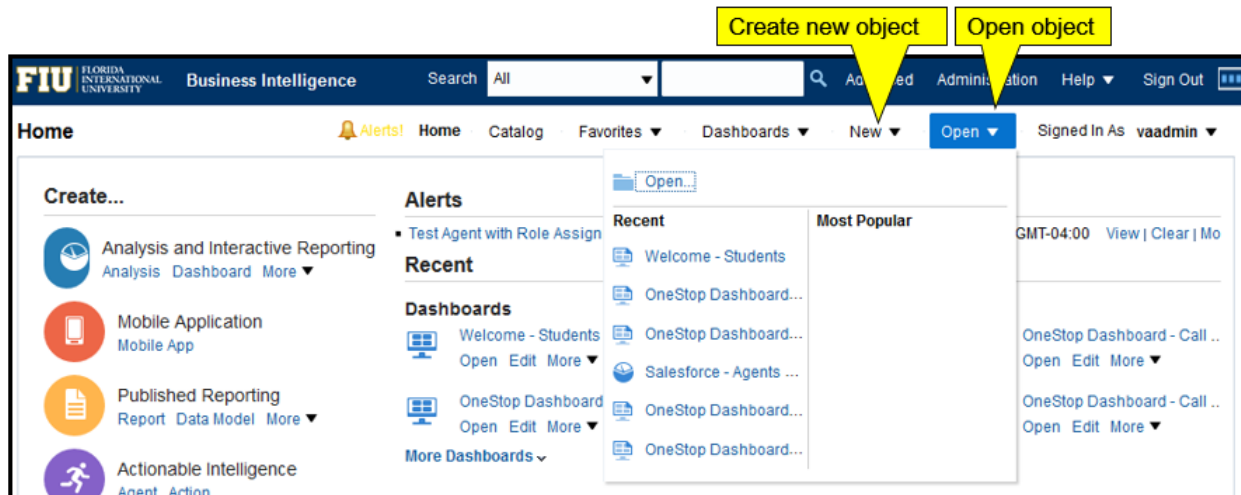 Create new object Open object
FIU FLORIDA INTERNATIONAL UNIVERSITY Business Intelligence Search All Administration Help Sign Out
Home Alerts! Home Catalog Favorites Dashboards New Open Signed In As vaadmin
Open...
Create...
Analysis and Interactive Reporting
Analysis Dashboard More
Mobile Application
Mobile App
Published Reporting
Report Data Model More
Actionable Intelligence
Agent Action
Alerts
Test Agent with Role Assign
Recent
Dashboards
Welcome - Students
Open Edit More
OneStop Dashboard
Open Edit More
More Dashboards
Recent Most Popular
Welcome - Students
OneStop Dashboard...
OneStop Dashboard...
Salesforce - Agents ...
OneStop Dashboard...
OneStop Dashboard...
GMT-04:00 View | Clear | Mo
OneStop Dashboard - Call ..
Open Edit More
OneStop Dashboard - Call ..
Open Edit More